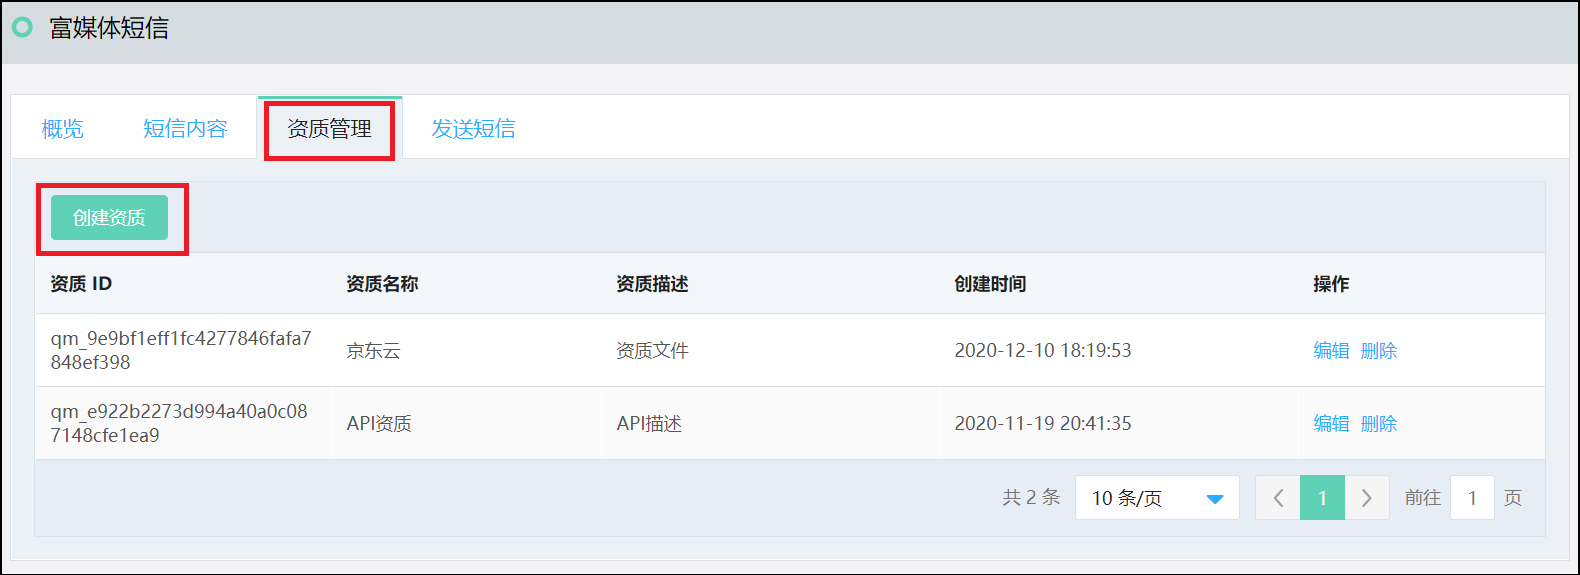 富媒体短信
概览 短信内容 资质管理 发送短信
创建资质
资质 ID 资质名称 资质描述 创建时间 操作
qm_9e9bf1eff1fc4277846fafa7
848ef398
京东云 资质文件 2020-12-10 18:19:53 编辑 删除
qm_e922b2273d994a40a0c08
7148cfe1ea9
API资质 API描述 2020-11-19 20:41:35 编辑 删除
共 2 条 10 条/页 1 前往 1 页